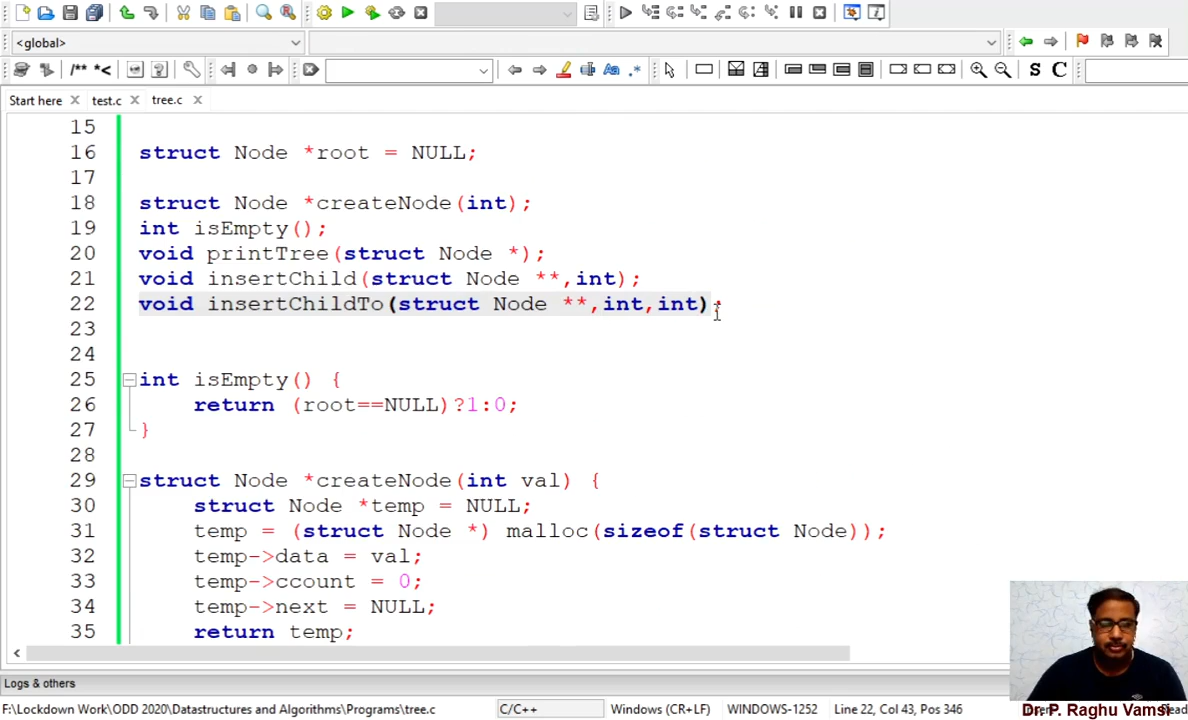 <global>
/** *<
S C
Start here test.c tree.c
15
16 struct Node *root = NULL;
17
18 struct Node *createNode(int);
19 int isEmpty();
20 void printTree(struct Node *);
21 void insertChild(struct Node **,int);
22 void insertChildTo(struct Node **,int,int);
23
24
25 int isEmpty() {
26 return (root==NULL)?1:0;
27 }
28
29 struct Node *createNode(int val) {
30 struct Node *temp = NULL;
31 temp = (struct Node *) malloc(sizeof(struct Node));
32 temp->data = val;
33 temp->ccount = 0;
34 temp->next = NULL;
35 return temp;
Logs & others
F:\Lockdown Work\ODD 2020\Datastructures and Algorithms\Programs\tree.c C/C++ Windows (CR+LF) WINDOWS-1252 Line 22, Col 43, Pos 346
Dr. P. Raghu Vamsi